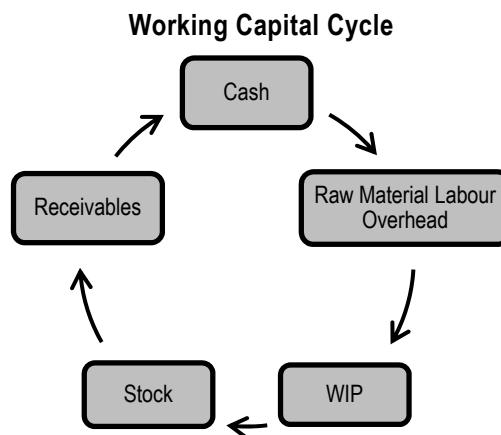 Working Capital Cycle
Cash
Raw Material Labour
Overhead
WIP
Stock
Receivables